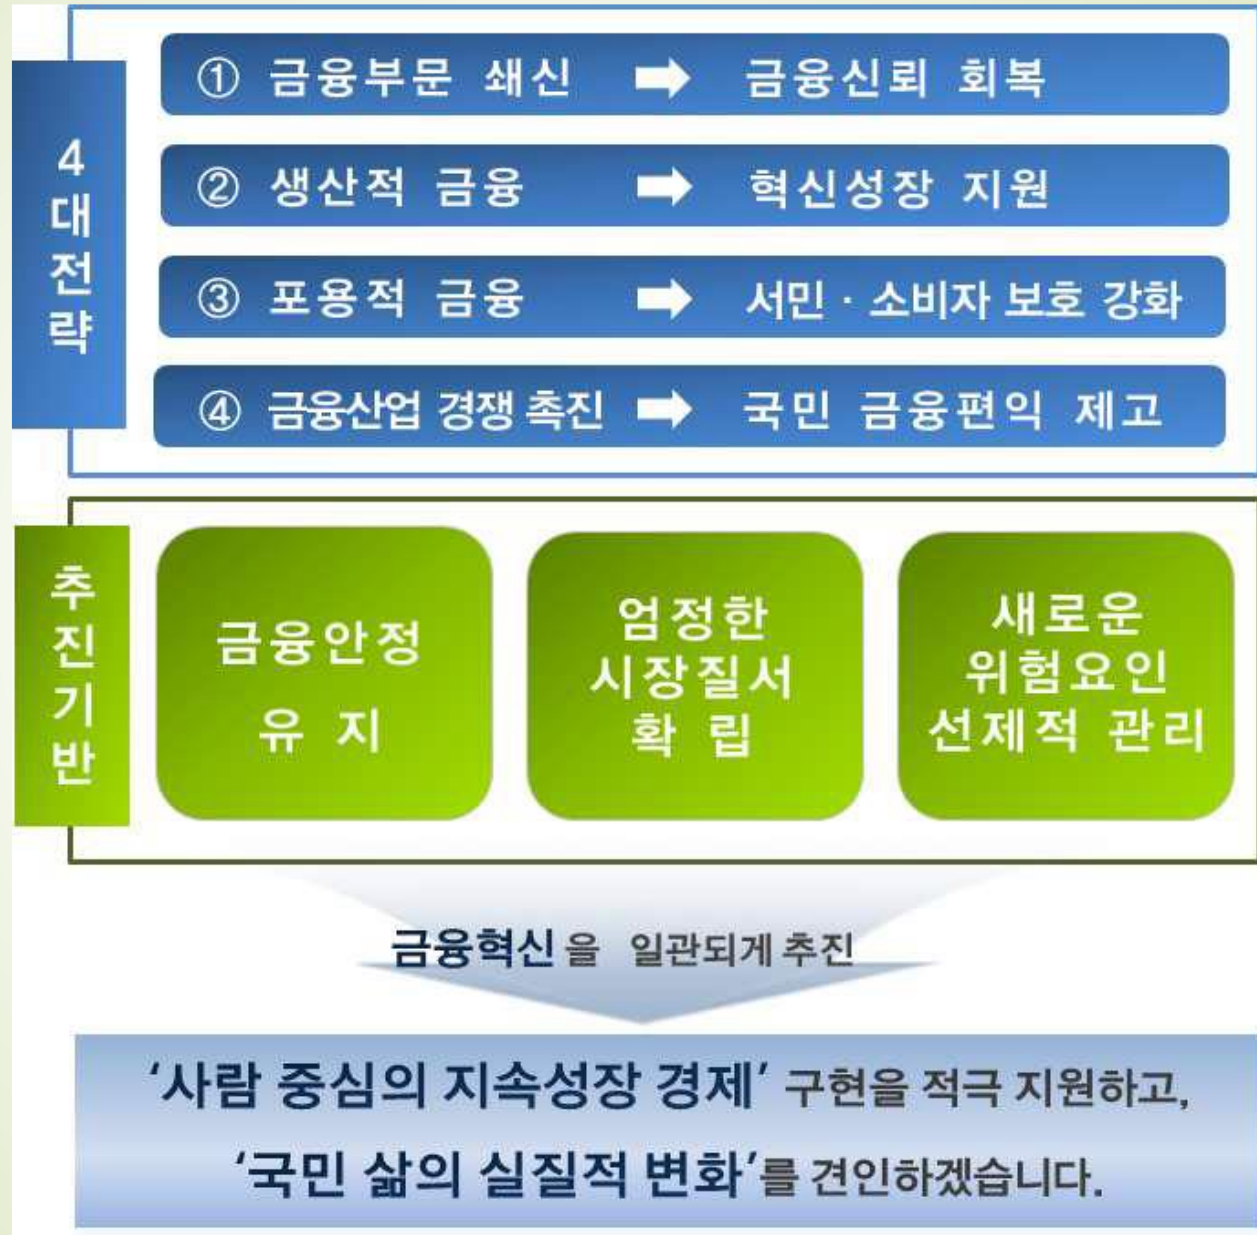 4대전략
① 금융부문 쇄신 ➡ 금융신뢰 회복
② 생산적 금융 ➡ 혁신성장 지원
③ 포용적 금융 ➡ 서민 · 소비자 보호 강화
④ 금융산업 경쟁 촉진 ➡ 국민 금융편익 제고
추진기반
금융안정
유 지
엄정한
시장질서
확 립
새로운
위험요인
선제적 관리
금융혁신을 일관되게 추진
‘사람 중심의 지속성장 경제’ 구현을 적극 지원하고,
‘국민 삶의 실질적 변화’를 견인하겠습니다.